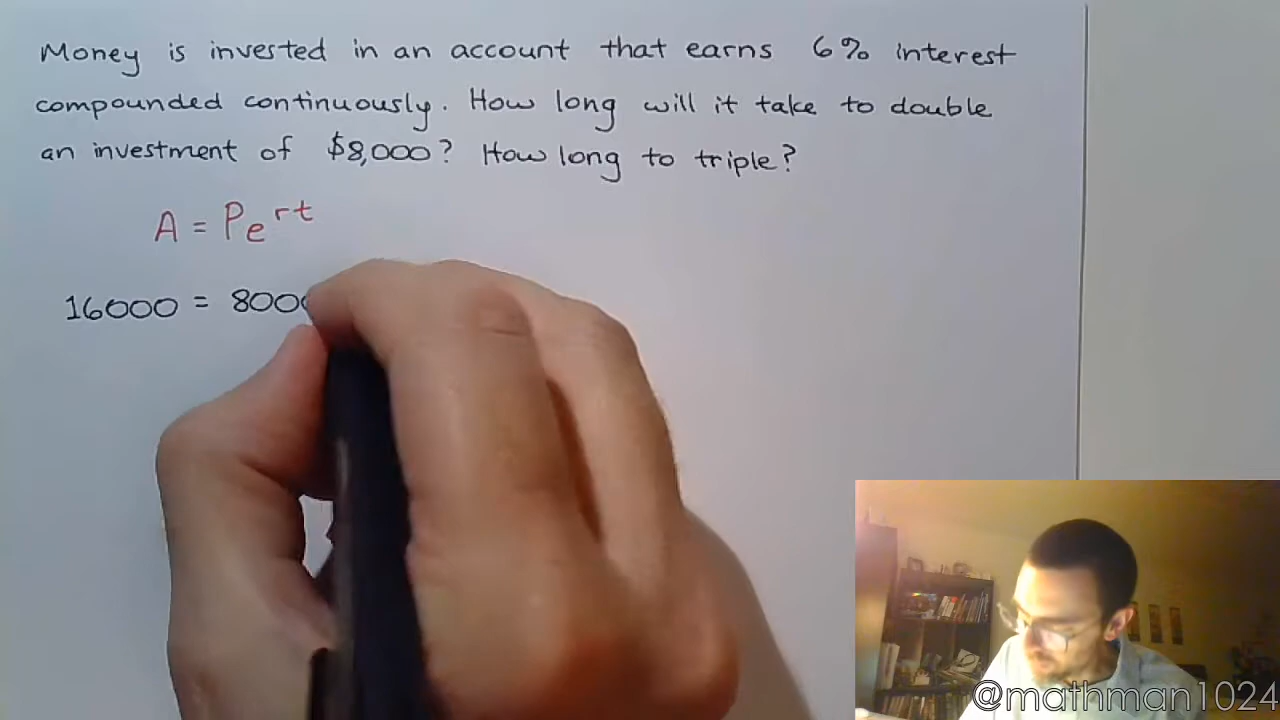 Money is invested in an account that earns 6% interest
compounded continuously. How long will it take to double
an investment of $8,000? How long to triple?
A = Pe^rt
16000 = 800
@mathman1024